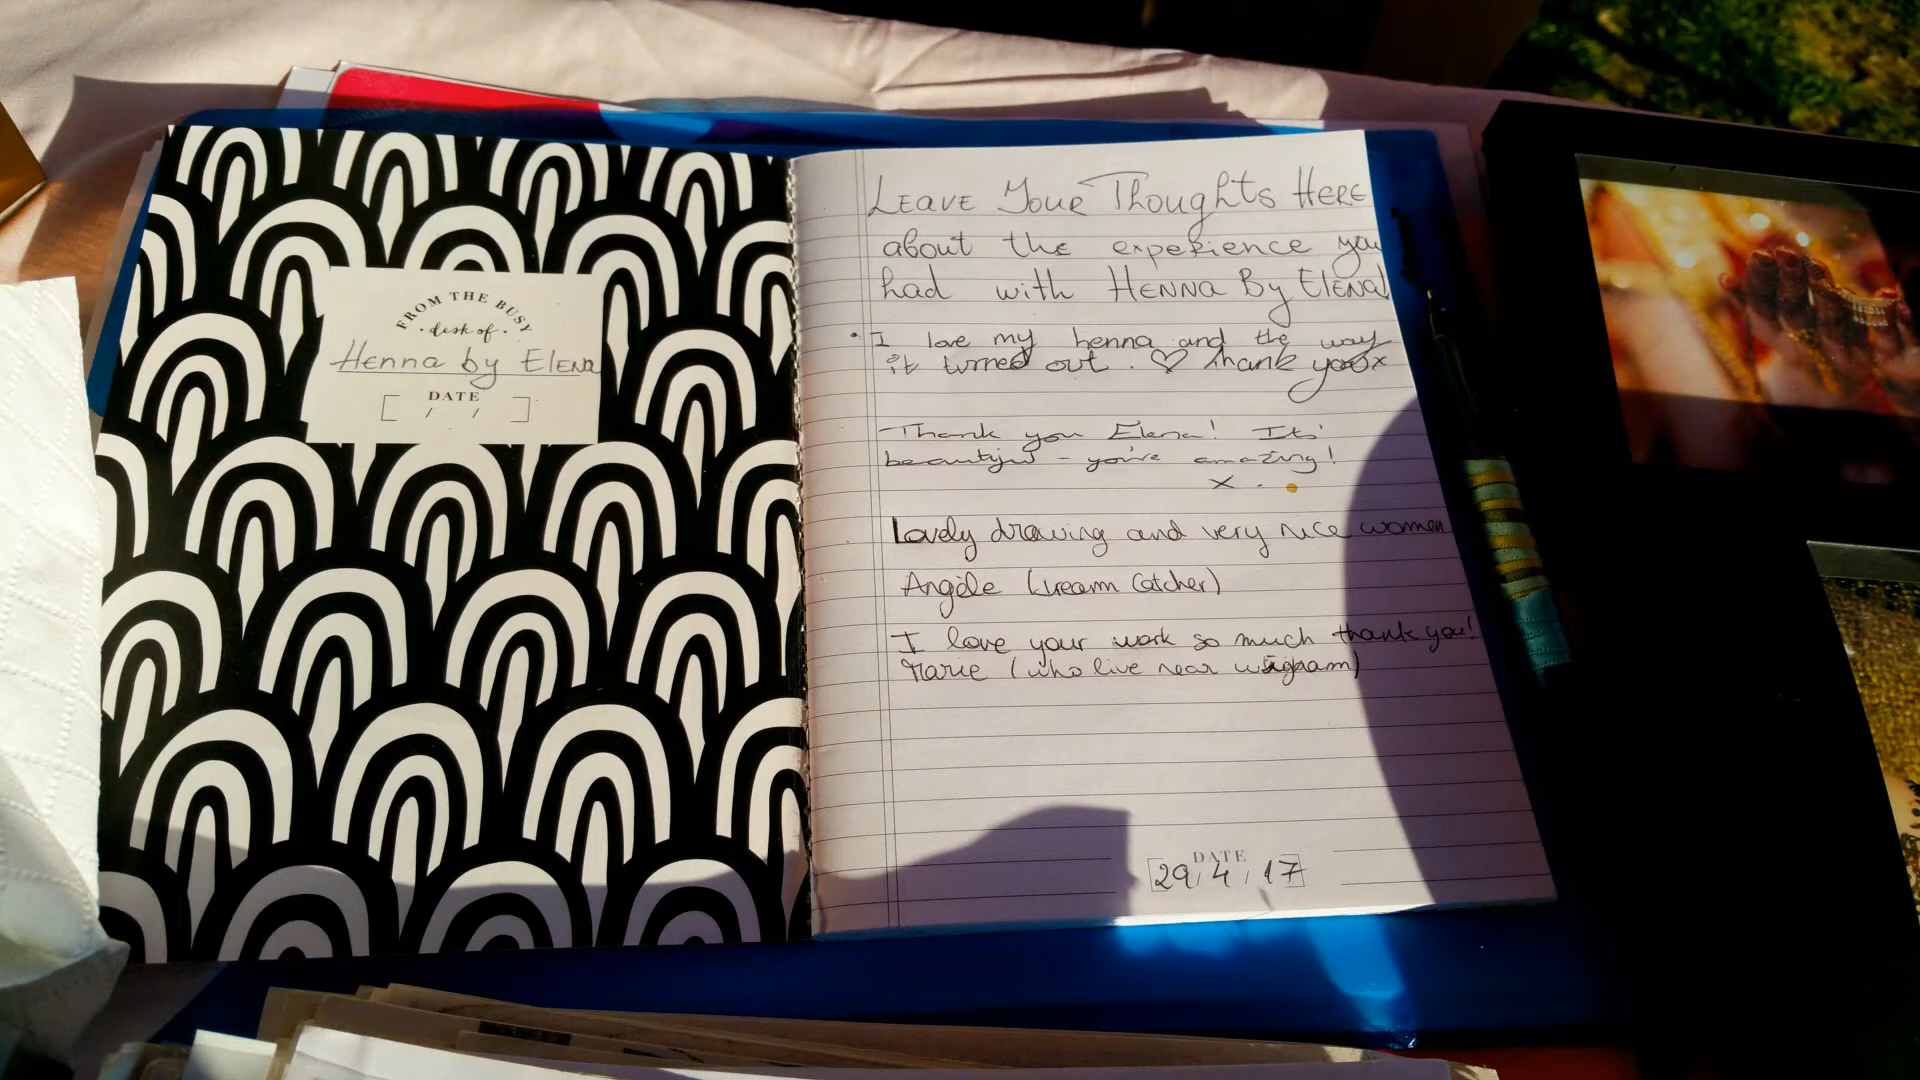 FROM THE BUSY
· desk of ·
Henna by Elena
DATE
/ /
LEAVE Your Thoughts HERE
about the experience you
had with HENNA By ElENA
· I love my henna and the way
it turned out. ♡ Thank you x
Thank you Elena! It's
beautiful - you're amazing!
x .
Lovely drawing and very nice women
Angèle (Dream Catcher)
I love your work so much thank you!
Marie (who live near wigram)
DATE
29/4/17